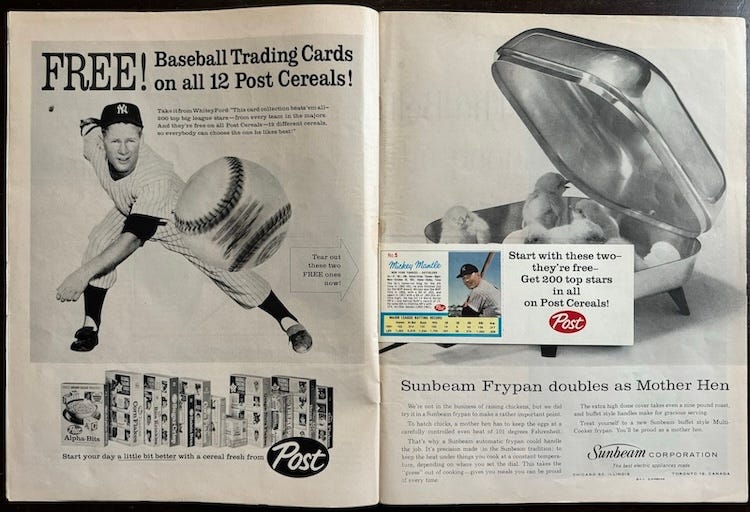 FREE! Baseball Trading Cards
on all 12 Post Cereals!
Take it from Whitey Ford: "This card collection beats 'em all—
200 top big league stars—from every team in the majors.
And they're free on all Post Cereals—12 different cereals,
so everybody can choose the one he likes best!"
NY
Tear out
these two
FREE ones
now!
Post
Alpha-Bits
Start your day a little bit better with a cereal fresh from
Post
No. 5
Mickey Mantle
NEW YORK YANKEES
Post
MAJOR LEAGUE BATTING RECORD
Start with these two—
they're free—
Get 200 top stars
in all
on Post Cereals!
Post
Sunbeam Frypan doubles as Mother Hen
We're not in the business of raising chickens, but we did
try it in a Sunbeam frypan to make a rather important point.
To hatch chicks, a mother hen has to keep the eggs at a
carefully controlled even heat of 101 degrees Fahrenheit.
That's why a Sunbeam automatic frypan could handle
the job. It's precision made (in the Sunbeam tradition) to
keep the heat under things you cook at a constant tempera-
ture, depending on where you set the dial. This takes the
"guess" out of cooking—gives you meals you can be proud
of every time.
The extra high dome cover takes even a nine pound roast,
and buffet style handles make for gracious serving.
Treat yourself to a new Sunbeam buffet style Multi-
Cooker frypan. You'll be proud as a mother hen.
Sunbeam CORPORATION
The best electric appliances made
CHICAGO 50, ILLINOIS TORONTO 18, CANADA